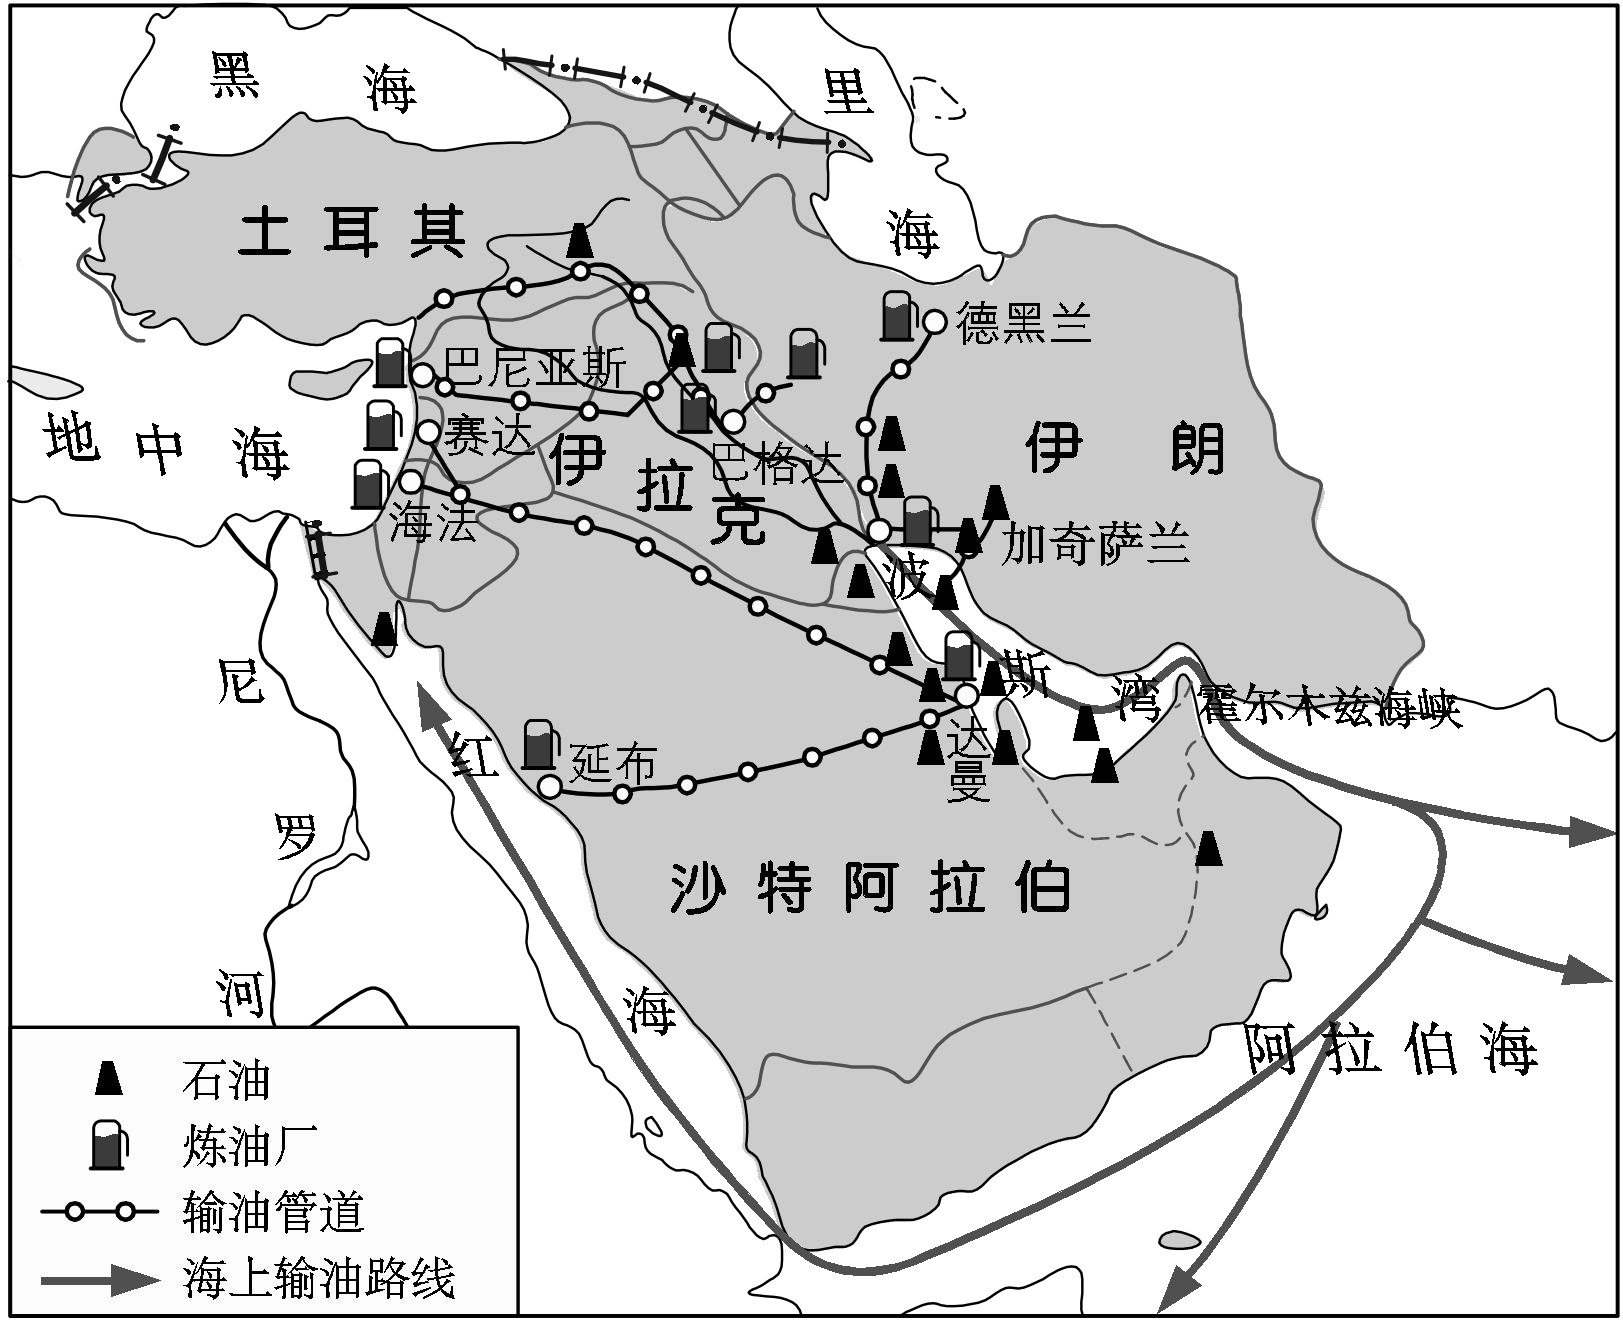 黑海
里海
土耳其
德黑兰
巴尼亚斯
地中海
赛达
伊拉克
巴格达
伊朗
海法
加奇萨兰
波斯湾
霍尔木兹海峡
尼罗河
红海
延布
达曼
沙特阿拉伯
阿拉伯海
石油
炼油厂
输油管道
海上输油路线